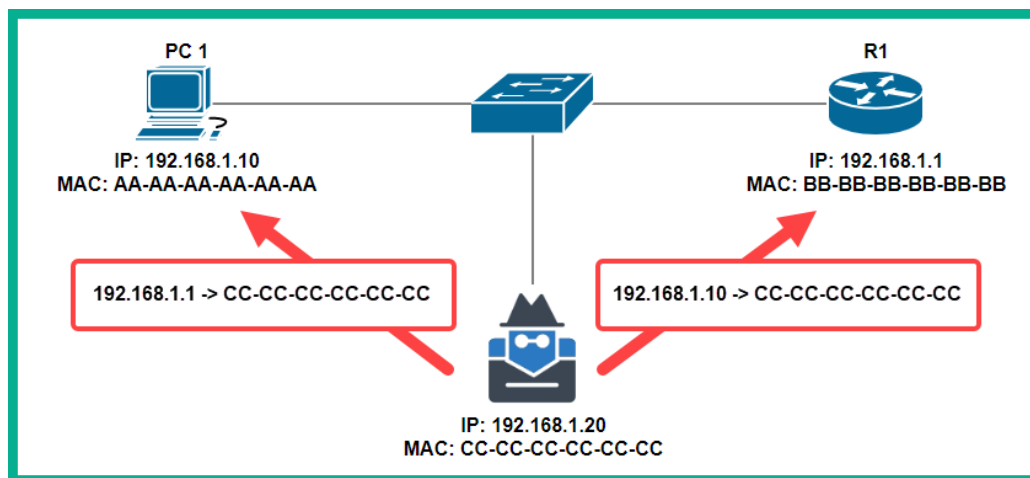 PC 1
R1
IP: 192.168.1.10
MAC: AA-AA-AA-AA-AA-AA
IP: 192.168.1.1
MAC: BB-BB-BB-BB-BB-BB
192.168.1.1 -> CC-CC-CC-CC-CC-CC
192.168.1.10 -> CC-CC-CC-CC-CC-CC
IP: 192.168.1.20
MAC: CC-CC-CC-CC-CC-CC